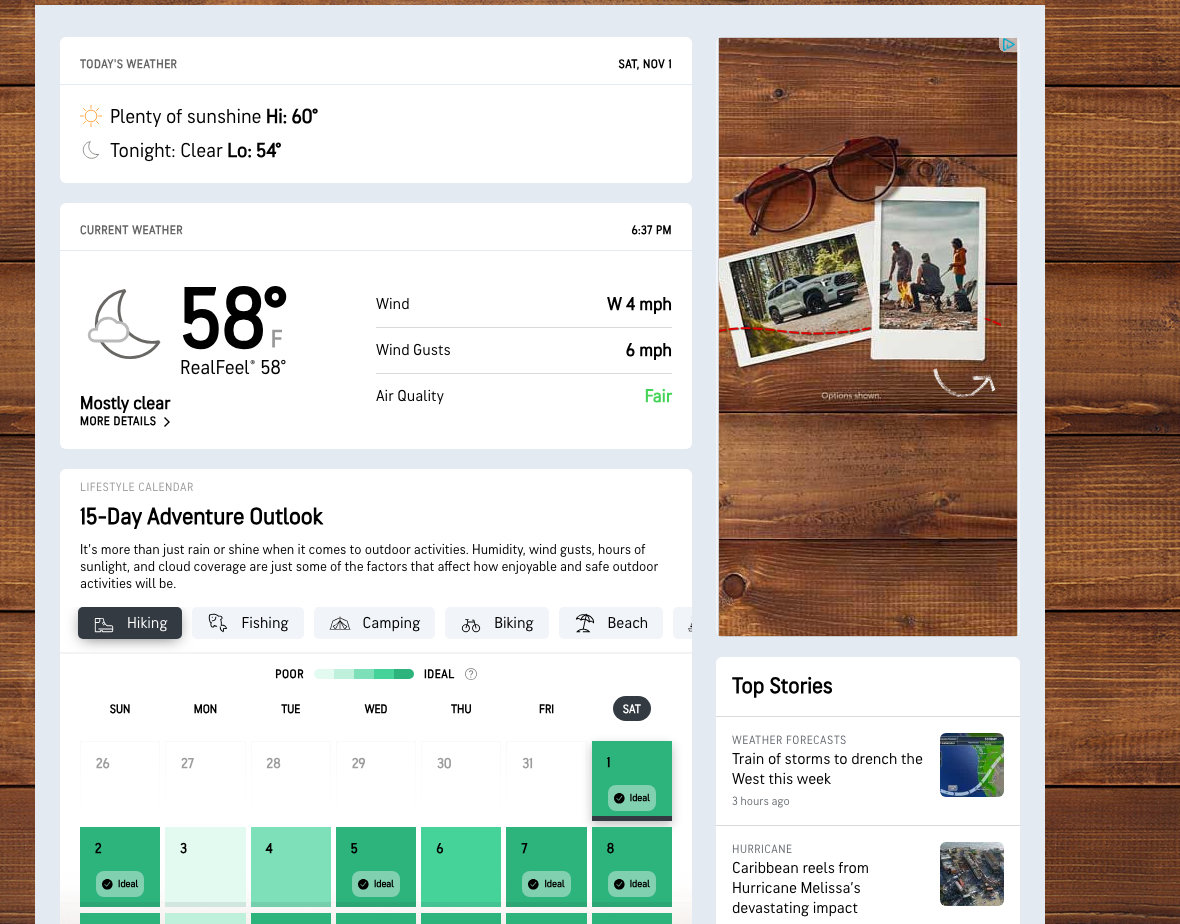 TODAY'S WEATHER
SAT, NOV 1
Plenty of sunshine Hi: 60°
Tonight: Clear Lo: 54°
CURRENT WEATHER
6:37 PM
58°F
RealFeel® 58°
Mostly clear
MORE DETAILS
Wind W 4 mph
Wind Gusts 6 mph
Air Quality Fair
LIFESTYLE CALENDAR
15-Day Adventure Outlook
It's more than just rain or shine when it comes to outdoor activities. Humidity, wind gusts, hours of
sunlight, and cloud coverage are just some of the factors that affect how enjoyable and safe outdoor
activities will be.
Hiking Fishing Camping Biking Beach
POOR IDEAL ?
SUN MON TUE WED THU FRI SAT
26 27 28 29 30 31 1
Ideal
2 3 4 5 6 7 8
Ideal Ideal Ideal Ideal
Options shown.
Top Stories
WEATHER FORECASTS
Train of storms to drench the
West this week
3 hours ago
HURRICANE
Caribbean reels from
Hurricane Melissa's
devastating impact